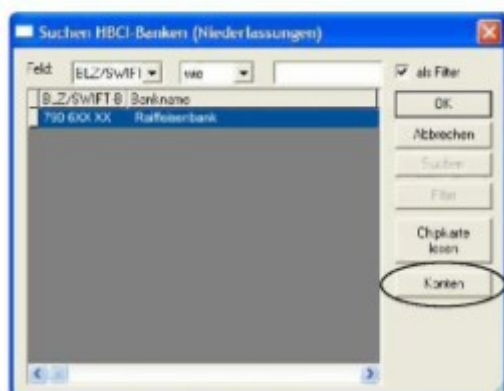 Suchen HBCI-Banken (Niederlassungen)
Feld: BLZ/SWIFT wie als Filter
BLZ/SWIFT-B Bankname
790 6XX XX Raiffeisenbank
OK
Abbrechen
Suchen
Filter
Chipkarte
lesen
Konten